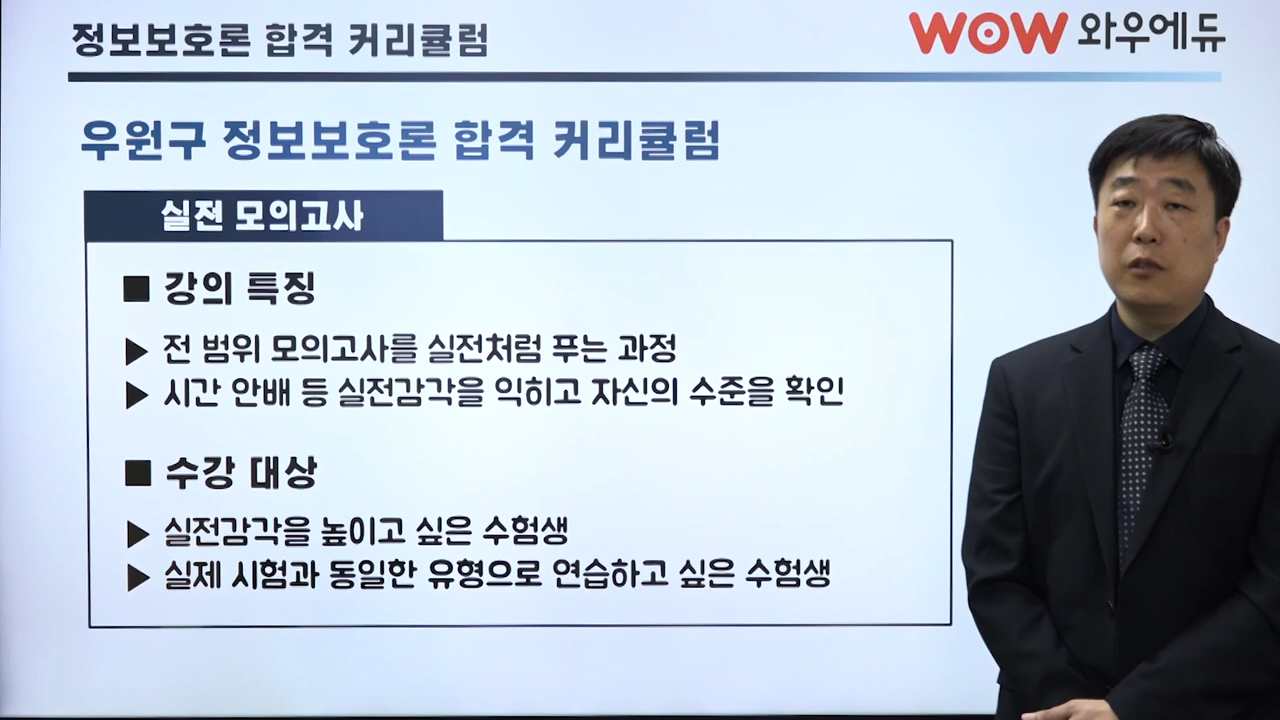 정보보호론 합격 커리큘럼
WOW 와우에듀
우원구 정보보호론 합격 커리큘럼
실전 모의고사
■ 강의 특징
▶ 전 범위 모의고사를 실전처럼 푸는 과정
▶ 시간 안배 등 실전감각을 익히고 자신의 수준을 확인
■ 수강 대상
▶ 실전감각을 높이고 싶은 수험생
▶ 실제 시험과 동일한 유형으로 연습하고 싶은 수험생